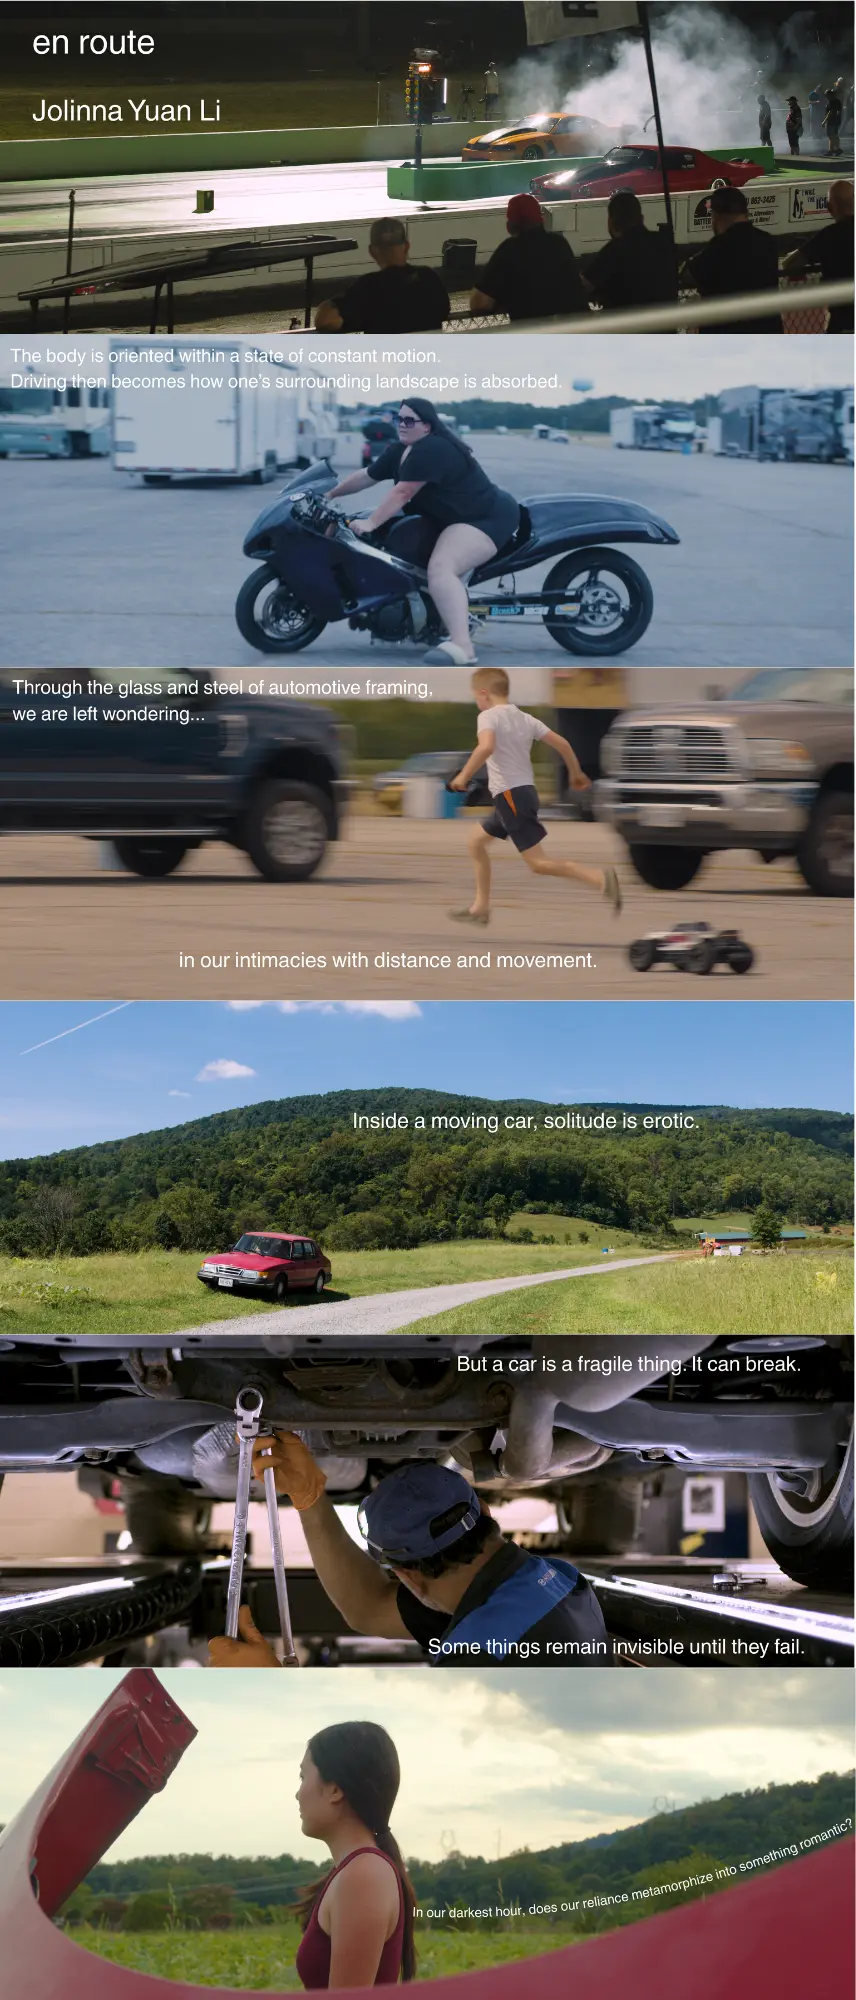 en route
Jolinna Yuan Li
The body is oriented within a state of constant motion.
Driving then becomes how one's surrounding landscape is absorbed.
Through the glass and steel of automotive framing,
we are left wondering...
in our intimacies with distance and movement.
Inside a moving car, solitude is erotic.
But a car is a fragile thing. It can break.
Some things remain invisible until they fail.
In our darkest hour, does our reliance metamorphize into something romantic?